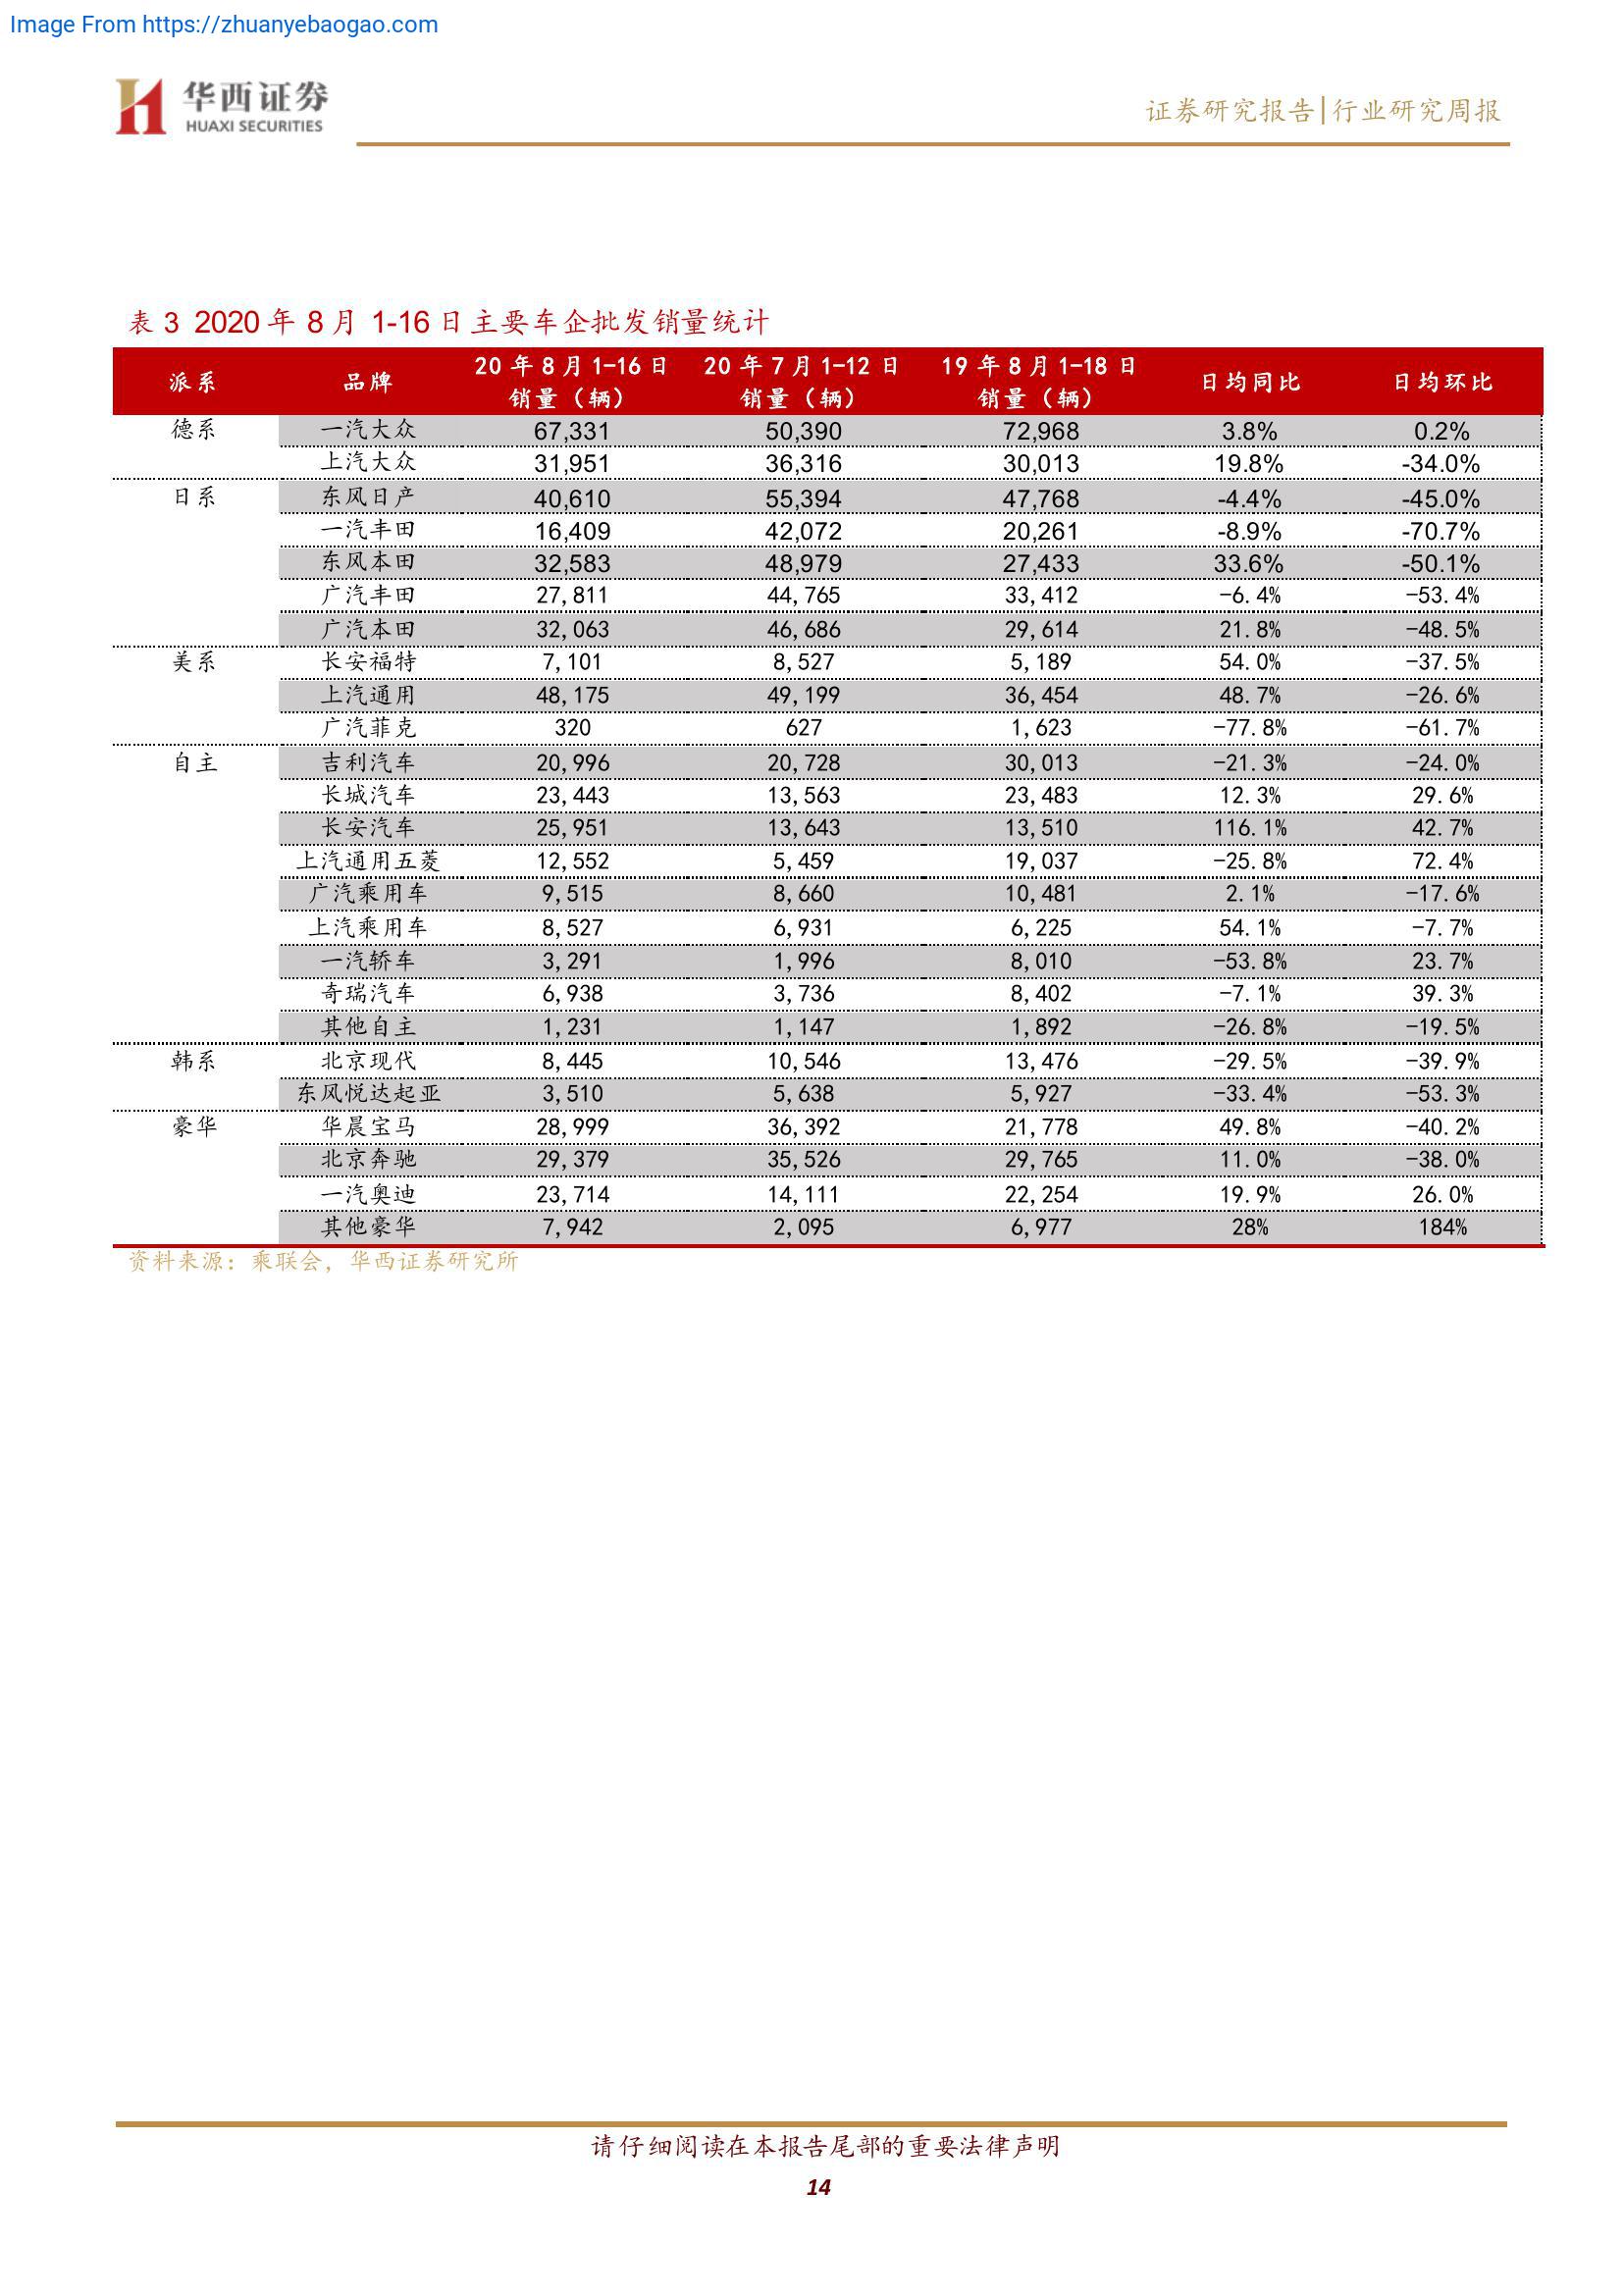 Image From https://zhuanyebaogao.com
华西证券
HUAXI SECURITIES
证券研究报告|行业研究周报
表 3 2020 年 8 月 1-16 日主要车企批发销量统计
派系 品牌 20 年 8 月 1-16 日 销量（辆） 20 年 7 月 1-12 日 销量（辆） 19 年 8 月 1-18 日 销量（辆） 日均同比 日均环比
德系 一汽大众 67,331 50,390 72,968 3.8% 0.2%
上汽大众 31,951 36,316 30,013 19.8% -34.0%
日系 东风日产 40,610 55,394 47,768 -4.4% -45.0%
一汽丰田 16,409 42,072 20,261 -8.9% -70.7%
东风本田 32,583 48,979 27,433 33.6% -50.1%
广汽丰田 27,811 44,765 33,412 -6.4% -53.4%
广汽本田 32,063 46,686 29,614 21.8% -48.5%
美系 长安福特 7,101 8,527 5,189 54.0% -37.5%
上汽通用 48,175 49,199 36,454 48.7% -26.6%
广汽菲克 320 627 1,623 -77.8% -61.7%
自主 吉利汽车 20,996 20,728 30,013 -21.3% -24.0%
长城汽车 23,443 13,563 23,483 12.3% 29.6%
长安汽车 25,951 13,643 13,510 116.1% 42.7%
上汽通用五菱 12,552 5,459 19,037 -25.8% 72.4%
广汽乘用车 9,515 8,660 10,481 2.1% -17.6%
上汽乘用车 8,527 6,931 6,225 54.1% -7.7%
一汽轿车 3,291 1,996 8,010 -53.8% 23.7%
奇瑞汽车 6,938 3,736 8,402 -7.1% 39.3%
其他自主 1,231 1,147 1,892 -26.8% -19.5%
韩系 北京现代 8,445 10,546 13,476 -29.5% -39.9%
东风悦达起亚 3,510 5,638 5,927 -33.4% -53.3%
豪华 华晨宝马 28,999 36,392 21,778 49.8% -40.2%
北京奔驰 29,379 35,526 29,765 11.0% -38.0%
一汽奥迪 23,714 14,111 22,254 19.9% 26.0%
其他豪华 7,942 2,095 6,977 28% 184%
资料来源：乘联会，华西证券研究所
请仔细阅读在本报告尾部的重要法律声明
14